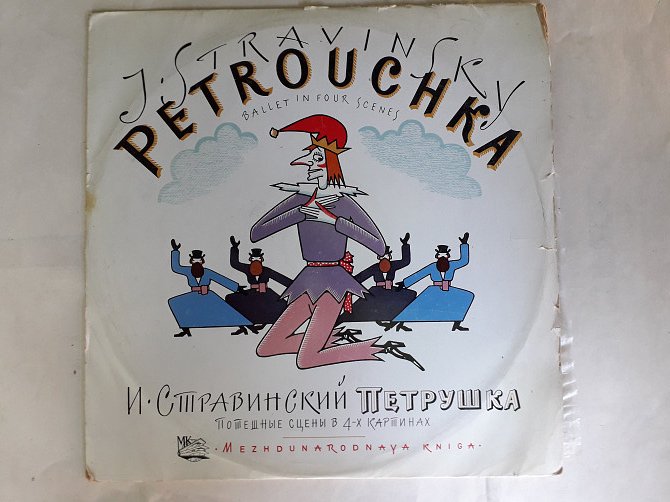 J. STRAVINSKY
PETROUCHKA
BALLET IN FOUR SCENES
И·СТРАВИНСКИЙ ПЕТРУШКА
ПОТЕШНЫЕ СЦЕНЫ В 4-Х КАРТИНАХ
MK
·MEZHDUNARODNAYA KNIGA·